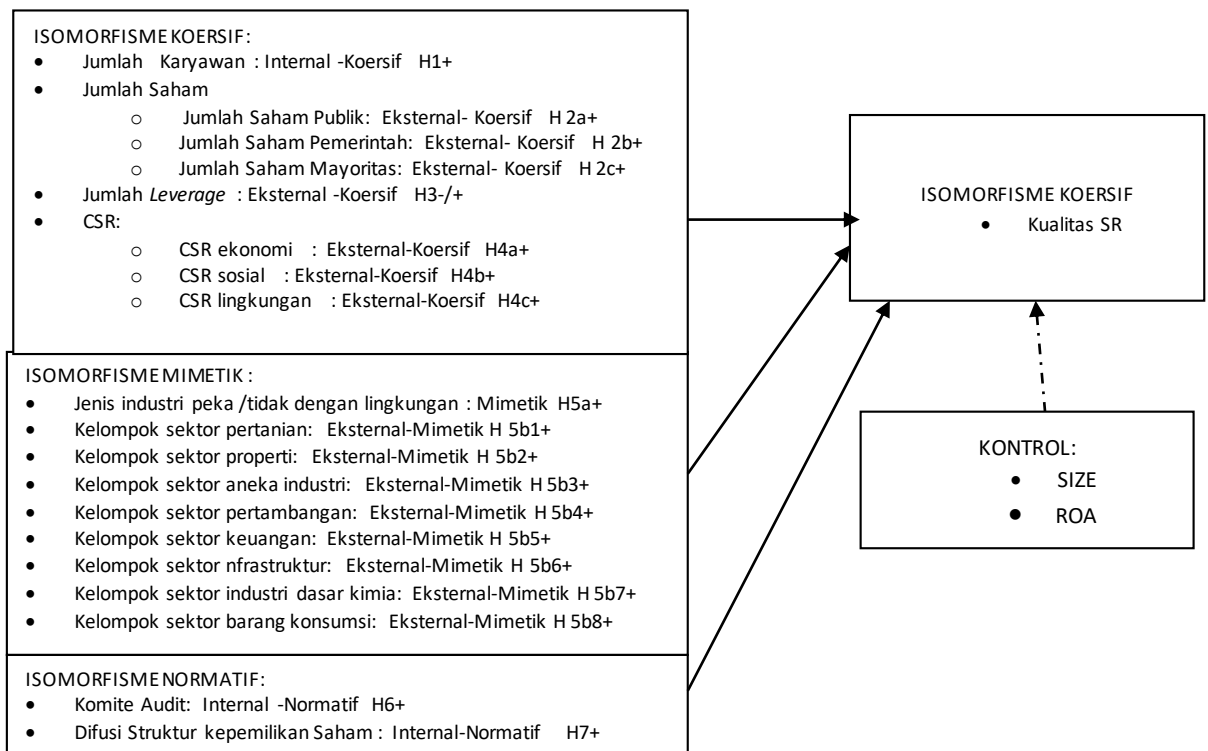 ISOMORFISME KOERSIF:
• Jumlah Karyawan : Internal -Koersif H1+
• Jumlah Saham
o Jumlah Saham Publik: Eksternal- Koersif H 2a+
o Jumlah Saham Pemerintah: Eksternal- Koersif H 2b+
o Jumlah Saham Mayoritas: Eksternal- Koersif H 2c+
• Jumlah Leverage : Eksternal -Koersif H3-/+
• CSR:
o CSR ekonomi : Eksternal-Koersif H4a+
o CSR sosial : Eksternal-Koersif H4b+
o CSR lingkungan : Eksternal-Koersif H4c+
ISOMORFISME MIMETIK :
• Jenis industri peka /tidak dengan lingkungan : Mimetik H5a+
• Kelompok sektor pertanian: Eksternal-Mimetik H 5b1+
• Kelompok sektor properti: Eksternal-Mimetik H 5b2+
• Kelompok sektor aneka industri: Eksternal-Mimetik H 5b3+
• Kelompok sektor pertambangan: Eksternal-Mimetik H 5b4+
• Kelompok sektor keuangan: Eksternal-Mimetik H 5b5+
• Kelompok sektor nfrastruktur: Eksternal-Mimetik H 5b6+
• Kelompok sektor industri dasar kimia: Eksternal-Mimetik H 5b7+
• Kelompok sektor barang konsumsi: Eksternal-Mimetik H 5b8+
ISOMORFISME NORMATIF:
• Komite Audit: Internal -Normatif H6+
• Difusi Struktur kepemilikan Saham : Internal-Normatif H7+
ISOMORFISME KOERSIF
• Kualitas SR
KONTROL:
• SIZE
• ROA